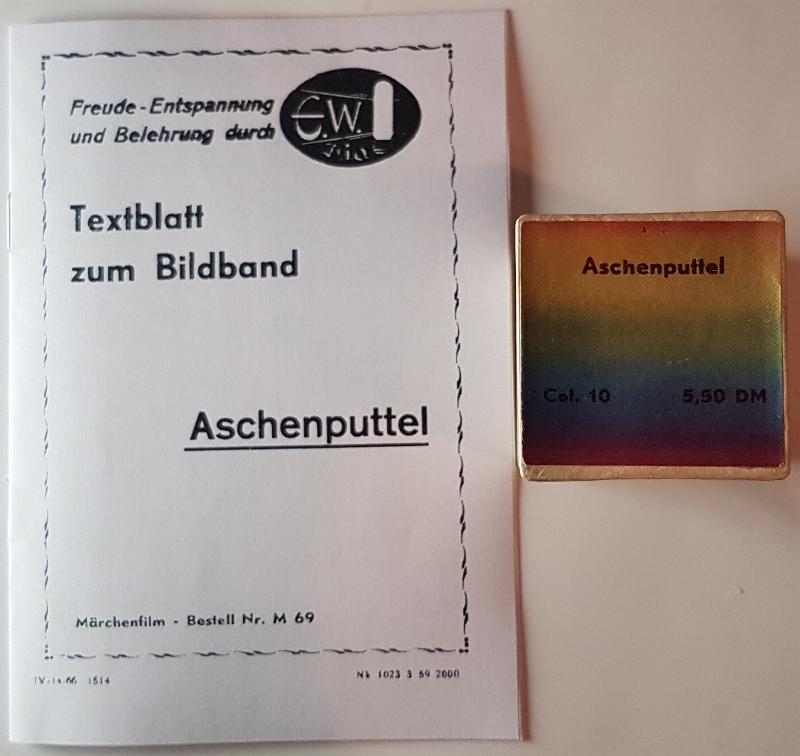 Freude - Entspannung
und Belehrung durch
E.W.
Textblatt
zum Bildband
Aschenputtel
Märchenfilm - Bestell Nr. M 69
IV-14-66 1514
Nk 1023 3 59 2000
Aschenputtel
Col. 10 5,50 DM